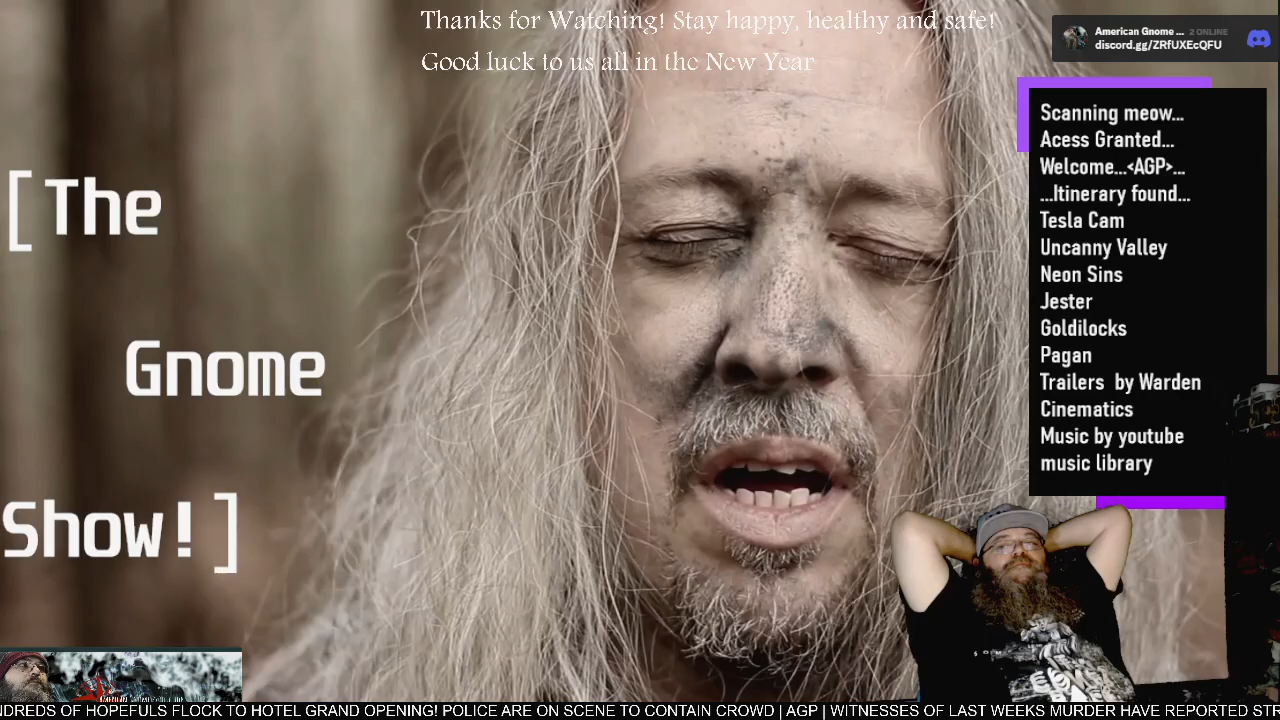 Thanks for Watching! Stay happy, healthy and safe!
Good luck to us all in the New Year
American Gnome ... 2 ONLINE
discord.gg/ZRfUXEcQFU
[The
Gnome
Show!]
Scanning meow...
Acess Granted...
Welcome...<AGP>...
...Itinerary found...
Tesla Cam
Uncanny Valley
Neon Sins
Jester
Goldilocks
Pagan
Trailers by Warden
Cinematics
Music by youtube
music library
NDREDS OF HOPEFULS FLOCK TO HOTEL GRAND OPENING! POLICE ARE ON SCENE TO CONTAIN CROWD | AGP | WITNESSES OF LAST WEEKS MURDER HAVE REPORTED STR